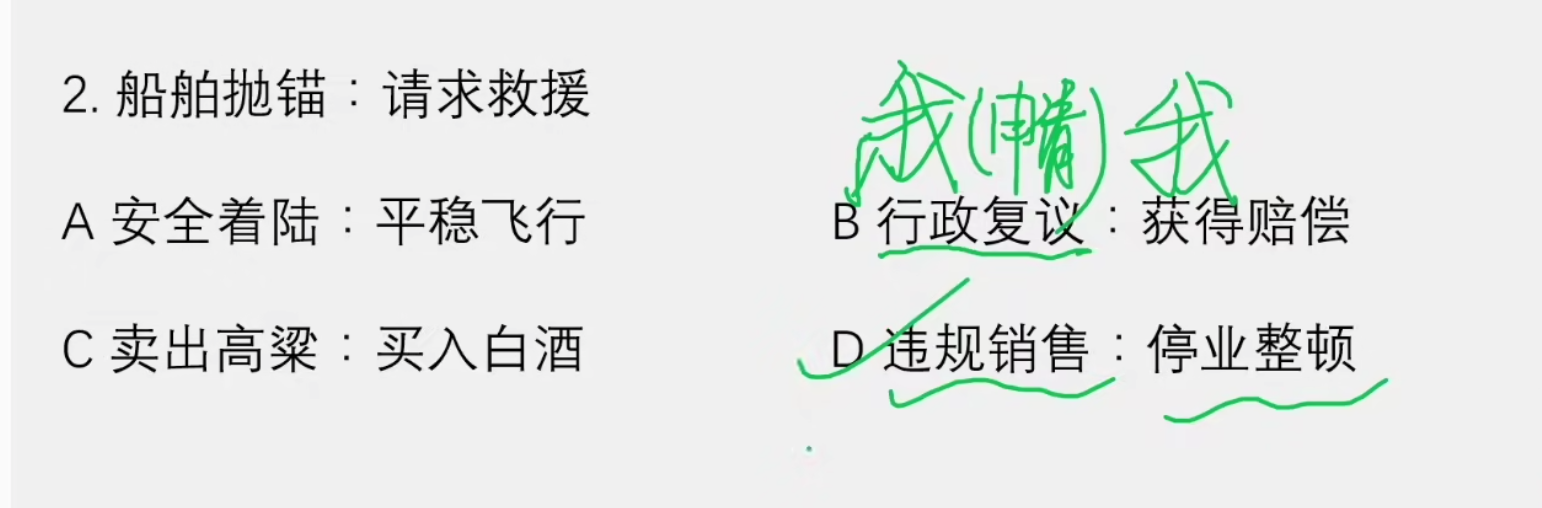 2. 船舶抛锚：请求救援
我(申请)我
A 安全着陆：平稳飞行
B 行政复议：获得赔偿
C 卖出高粱：买入白酒
D 违规销售：停业整顿